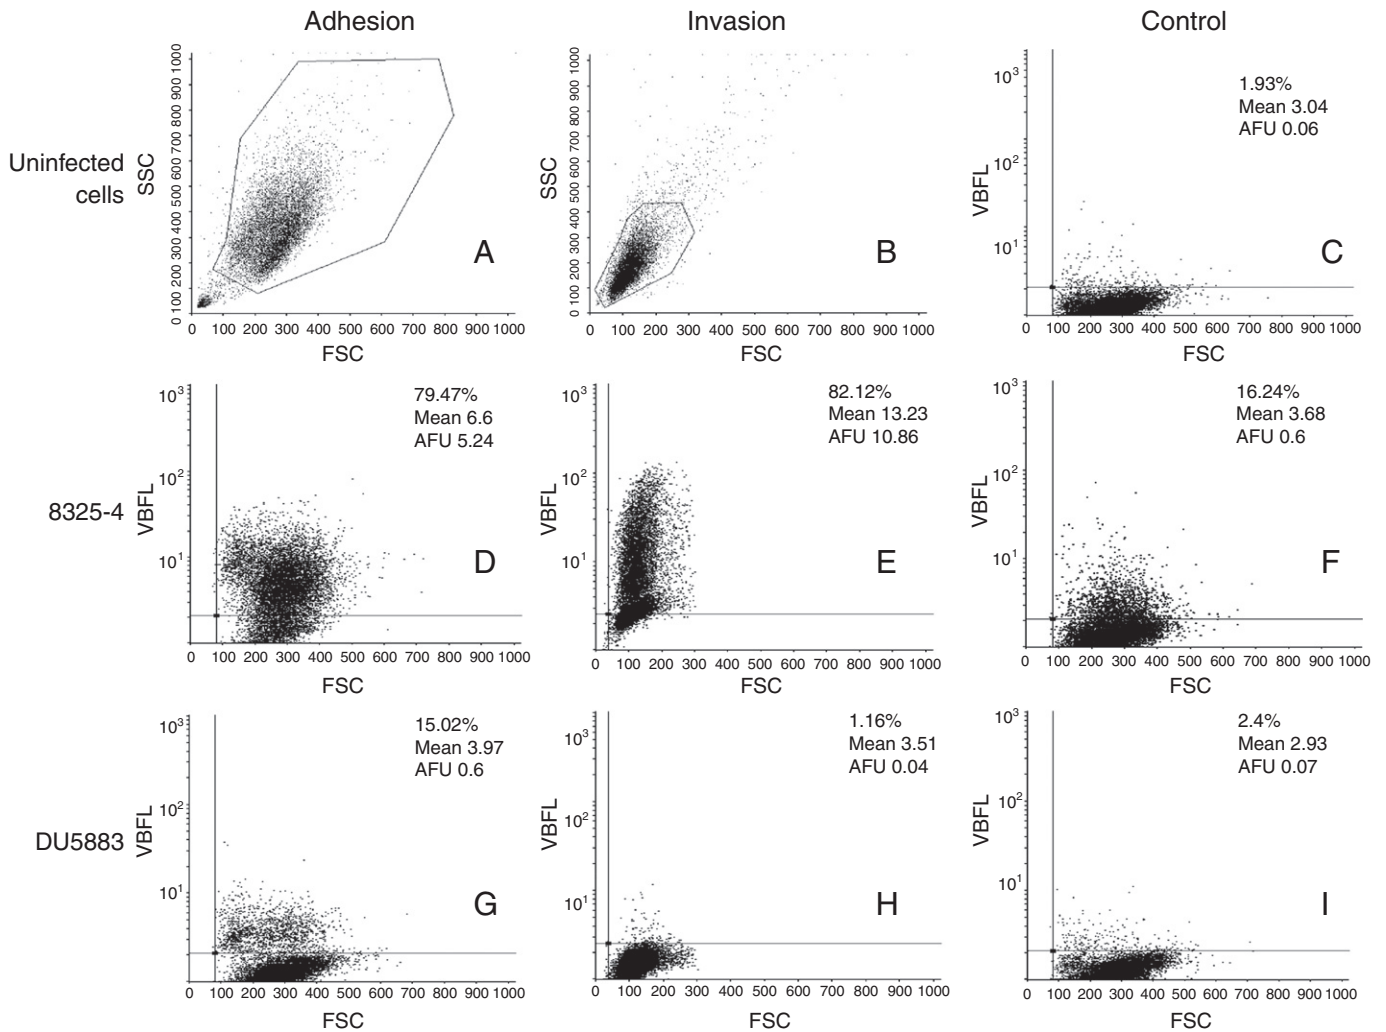 Adhesion
Invasion
Control
Uninfected
cells
SSC
0 100 200 300 400 500 600 700 800 900 1000
A
0 100 200 300 400 500 600 700 800 900 1000
FSC
SSC
0 100 200 300 400 500 600 700 800 900 1000
B
0 100 200 300 400 500 600 700 800 900 1000
FSC
VBFL
10³
10²
10¹
1.93%
Mean 3.04
AFU 0.06
C
0 100 200 300 400 500 600 700 800 900 1000
FSC
8325-4
VBFL
10³
10²
10¹
79.47%
Mean 6.6
AFU 5.24
D
0 100 200 300 400 500 600 700 800 900 1000
FSC
VBFL
10³
10²
10¹
82.12%
Mean 13.23
AFU 10.86
E
0 100 200 300 400 500 600 700 800 900 1000
FSC
VBFL
10³
10²
10¹
16.24%
Mean 3.68
AFU 0.6
F
0 100 200 300 400 500 600 700 800 900 1000
FSC
DU5883
VBFL
10³
10²
10¹
15.02%
Mean 3.97
AFU 0.6
G
0 100 200 300 400 500 600 700 800 900 1000
FSC
VBFL
10³
10²
10¹
1.16%
Mean 3.51
AFU 0.04
H
0 100 200 300 400 500 600 700 800 900 1000
FSC
VBFL
10³
10²
10¹
2.4%
Mean 2.93
AFU 0.07
I
0 100 200 300 400 500 600 700 800 900 1000
FSC